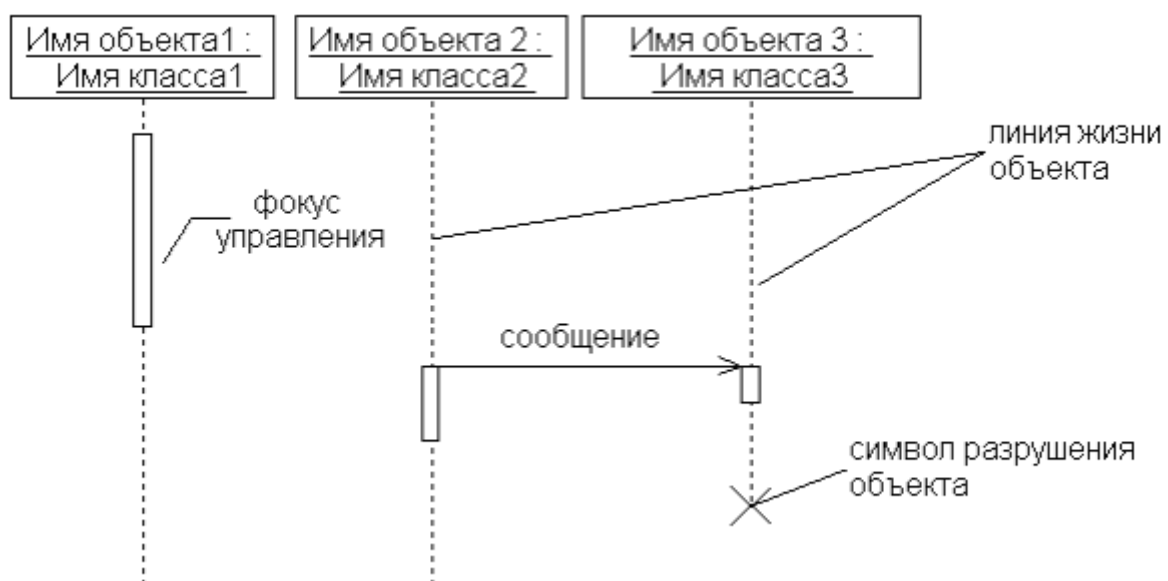 Имя объекта1 :
Имя класса1
Имя объекта 2 :
Имя класса2
Имя объекта 3 :
Имя класса3
линия жизни
объекта
фокус
управления
сообщение
символ разрушения
объекта